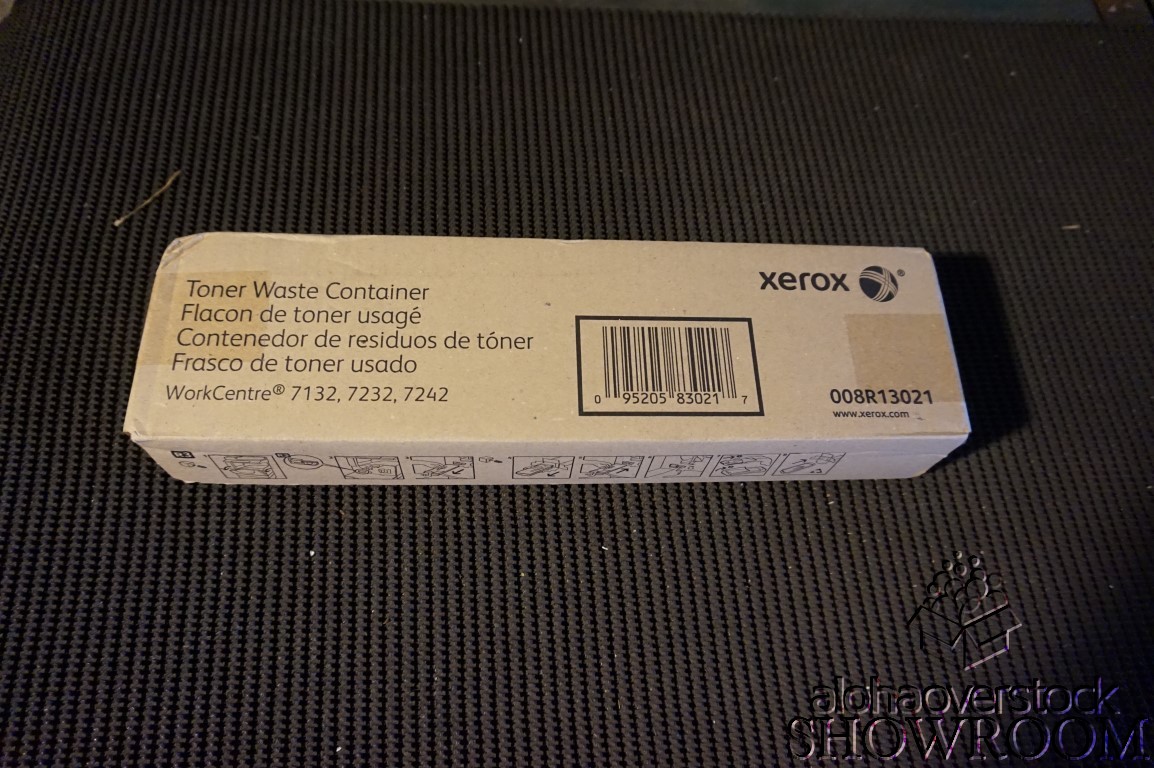 Toner Waste Container
Flacon de toner usagé
Contenedor de residuos de tóner
Frasco de toner usado
WorkCentre® 7132, 7232, 7242
xerox ®
0 95205 83021 7
008R13021
www.xerox.com
alphaoverstock
SHOWROOM